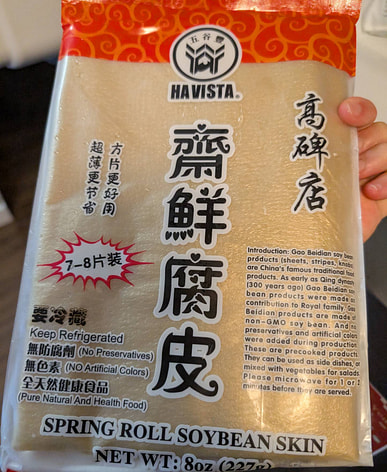 五谷豐
HAVISTA®
高碑店
齋鮮腐皮
方片更好用
超薄更节省
7-8片装
要冷藏
Keep Refrigerated
無防腐劑 (No Preservatives)
無色素 (NO Artificial Colors)
全天然健康食品
(Pure Natural And Health Food)
Introduction: Gao Beidian soy bean
prdducts (sheets, stripes, knots)
are China's famous traditional food
products. As early as Qing dynasty
(300 years ago) Gao Beidian soy
bean products were made as
contribution to Royal family. Gao
Beidian products are made of
non-GMO soy bean. And no
preservatives and artificial colors
were added during production.
These are precooked products.
They can be used as side dishes, or
mixed with vegetables for salads.
Please microwave for 1 or 2
minutes before they are served.
SPRING ROLL SOYBEAN SKIN
NET WT: 8oz (227g)